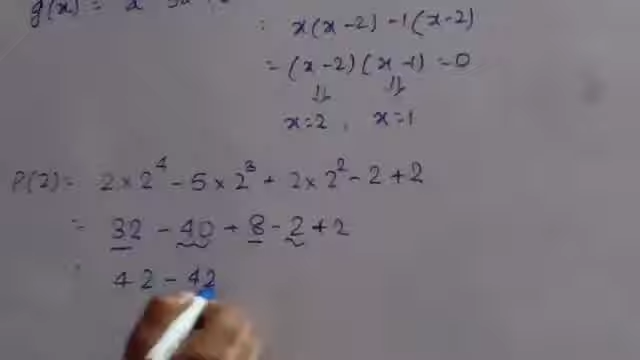 g(x) = x
: x(x-2) -1(x-2)
= (x-2)(x-1) = 0
⇓ ⇓
x=2, x=1
P(2) = 2×2⁴ - 5×2³ + 2×2² - 2 + 2
= 32 - 40 + 8 - 2 + 2
: 42 - 42